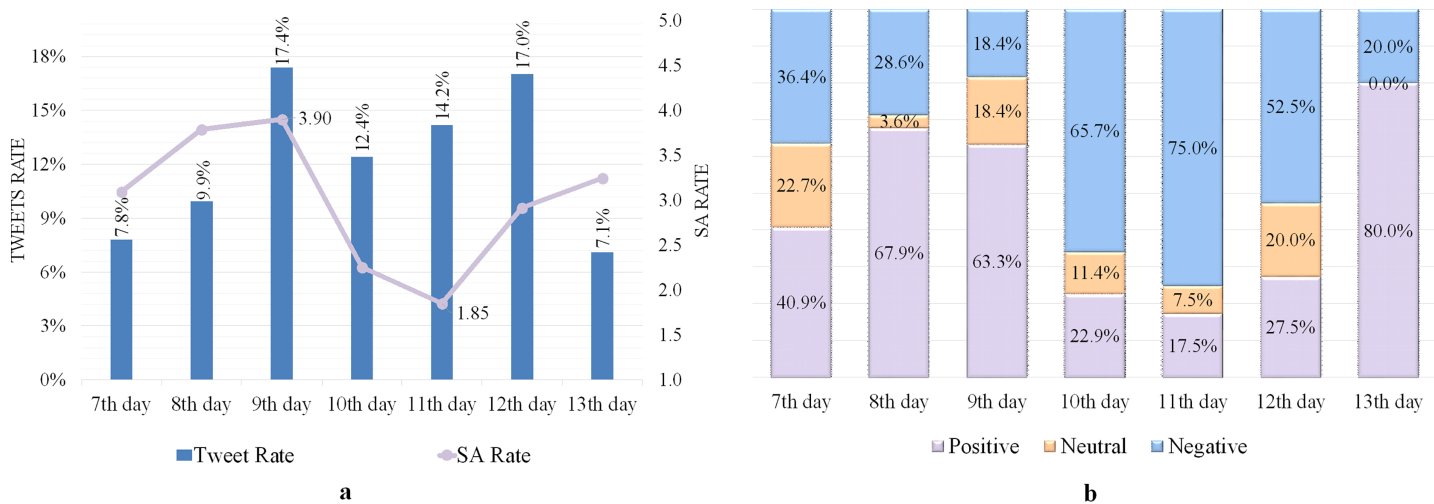 TWEETS RATE
18%
15%
12%
9%
6%
3%
0%
7.8%
9.9%
17.4%
12.4%
14.2%
17.0%
7.1%
3.90
1.85
5.0
4.5
4.0
3.5
3.0
2.5
2.0
1.5
1.0
SA RATE
7th day 8th day 9th day 10th day 11th day 12th day 13th day
Tweet Rate SA Rate
a
36.4% 28.6% 18.4% 65.7% 75.0% 52.5% 20.0%
22.7% 3.6% 18.4% 11.4% 7.5% 20.0% 0.0%
40.9% 67.9% 63.3% 22.9% 17.5% 27.5% 80.0%
7th day 8th day 9th day 10th day 11th day 12th day 13th day
Positive Neutral Negative
b